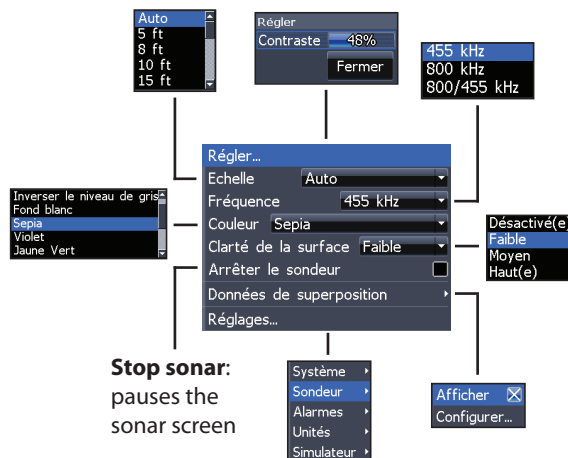 Auto
5 ft
8 ft
10 ft
15 ft
Régler
Contraste 48%
Fermer
455 kHz
800 kHz
800/455 kHz
Régler...
Echelle Auto
Fréquence 455 kHz
Couleur Sepia
Clarté de la surface Faible
Arrêter le sondeur
Données de superposition
Réglages...
Inverser le niveau de gris
Fond blanc
Sepia
Violet
Jaune Vert
Désactivé(e)
Faible
Moyen
Haut(e)
Stop sonar:
pauses the
sonar screen
Système
Sondeur
Alarmes
Unités
Simulateur
Afficher
Configurer...